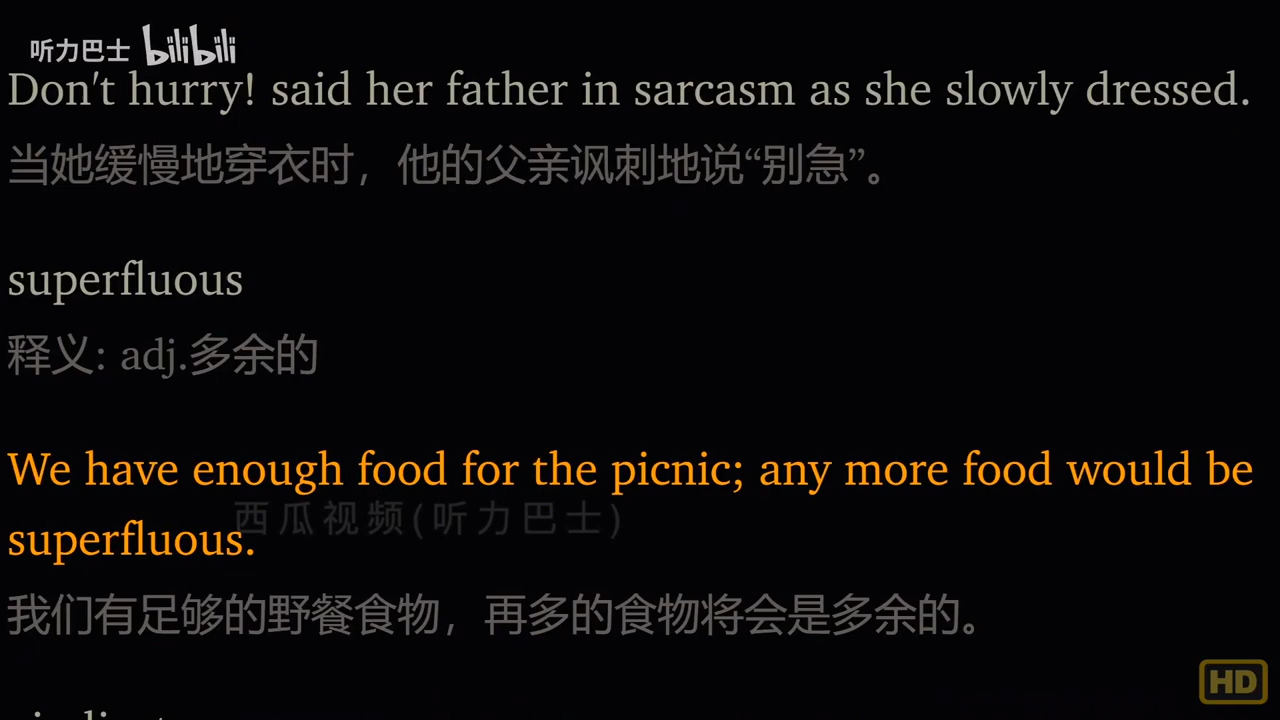 听力巴士 bilibili
Don't hurry! said her father in sarcasm as she slowly dressed.
当她缓慢地穿衣时，他的父亲讽刺地说“别急”。
superfluous
释义: adj.多余的
We have enough food for the picnic; any more food would be
西瓜视频(听力巴士)
superfluous.
我们有足够的野餐食物，再多的食物将会是多余的。
HD